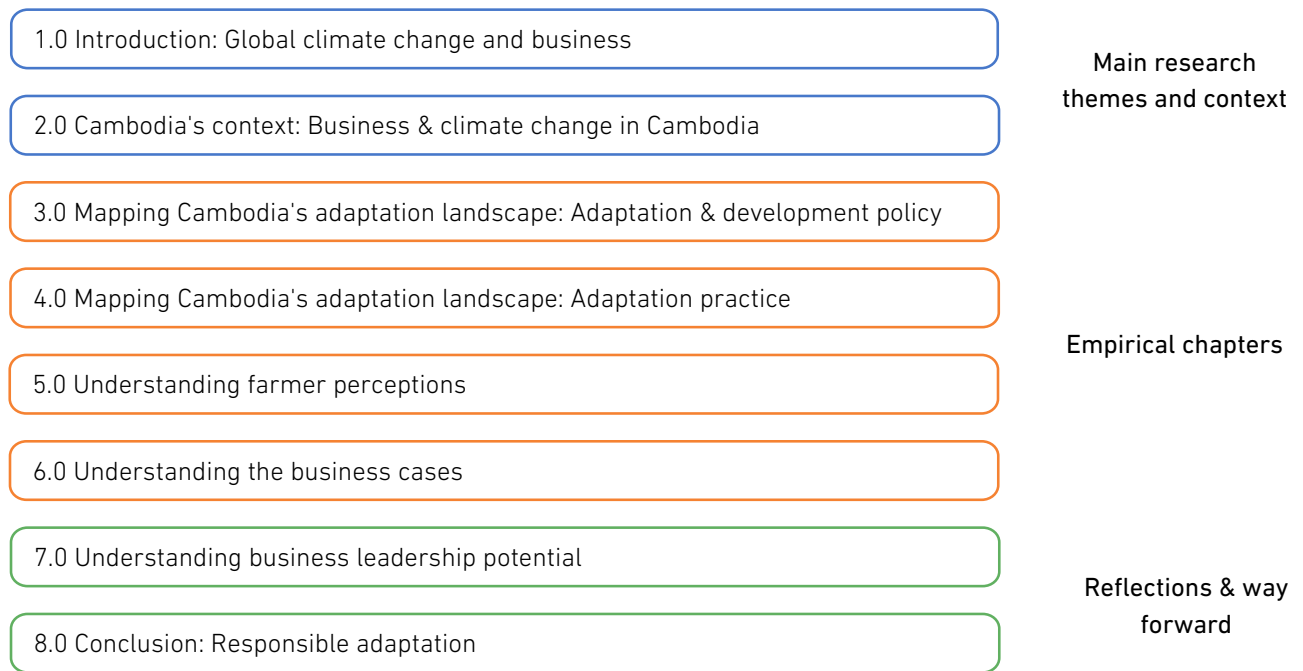 1.0 Introduction: Global climate change and business
2.0 Cambodia's context: Business & climate change in Cambodia
Main research
themes and context
3.0 Mapping Cambodia's adaptation landscape: Adaptation & development policy
4.0 Mapping Cambodia's adaptation landscape: Adaptation practice
5.0 Understanding farmer perceptions
6.0 Understanding the business cases
Empirical chapters
7.0 Understanding business leadership potential
8.0 Conclusion: Responsible adaptation
Reflections & way
forward